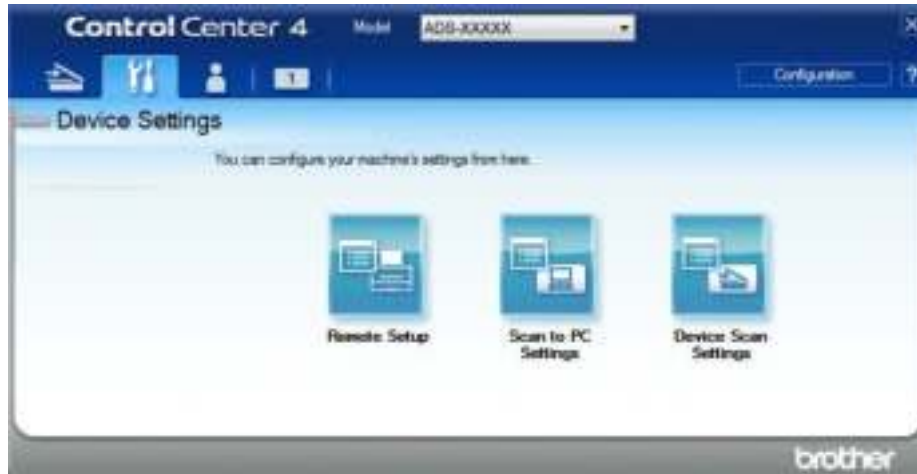 Control Center 4 Model ADS-XXXXX
1 Configuration ?
Device Settings
You can configure your machine's settings from here.
Remote Setup
Scan to PC
Settings
Device Scan
Settings
brother